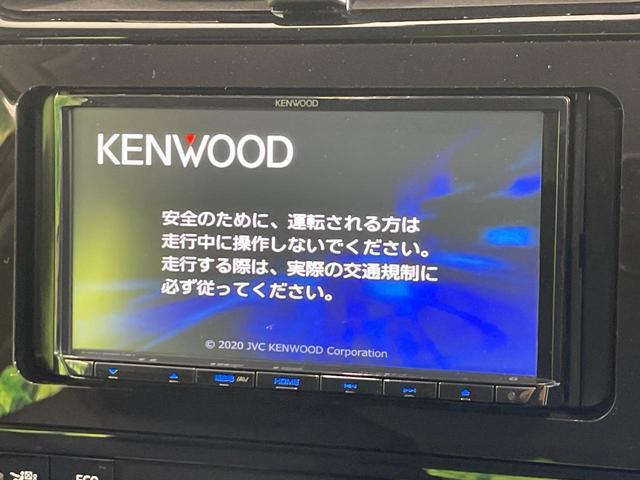 KENWOOD
KENWOOD
安全のために、運転される方は
走行中に操作しないでください。
走行する際は、実際の交通規制に
必ず従ってください。
© 2020 JVC KENWOOD Corporation
/AV
HOME
ECO